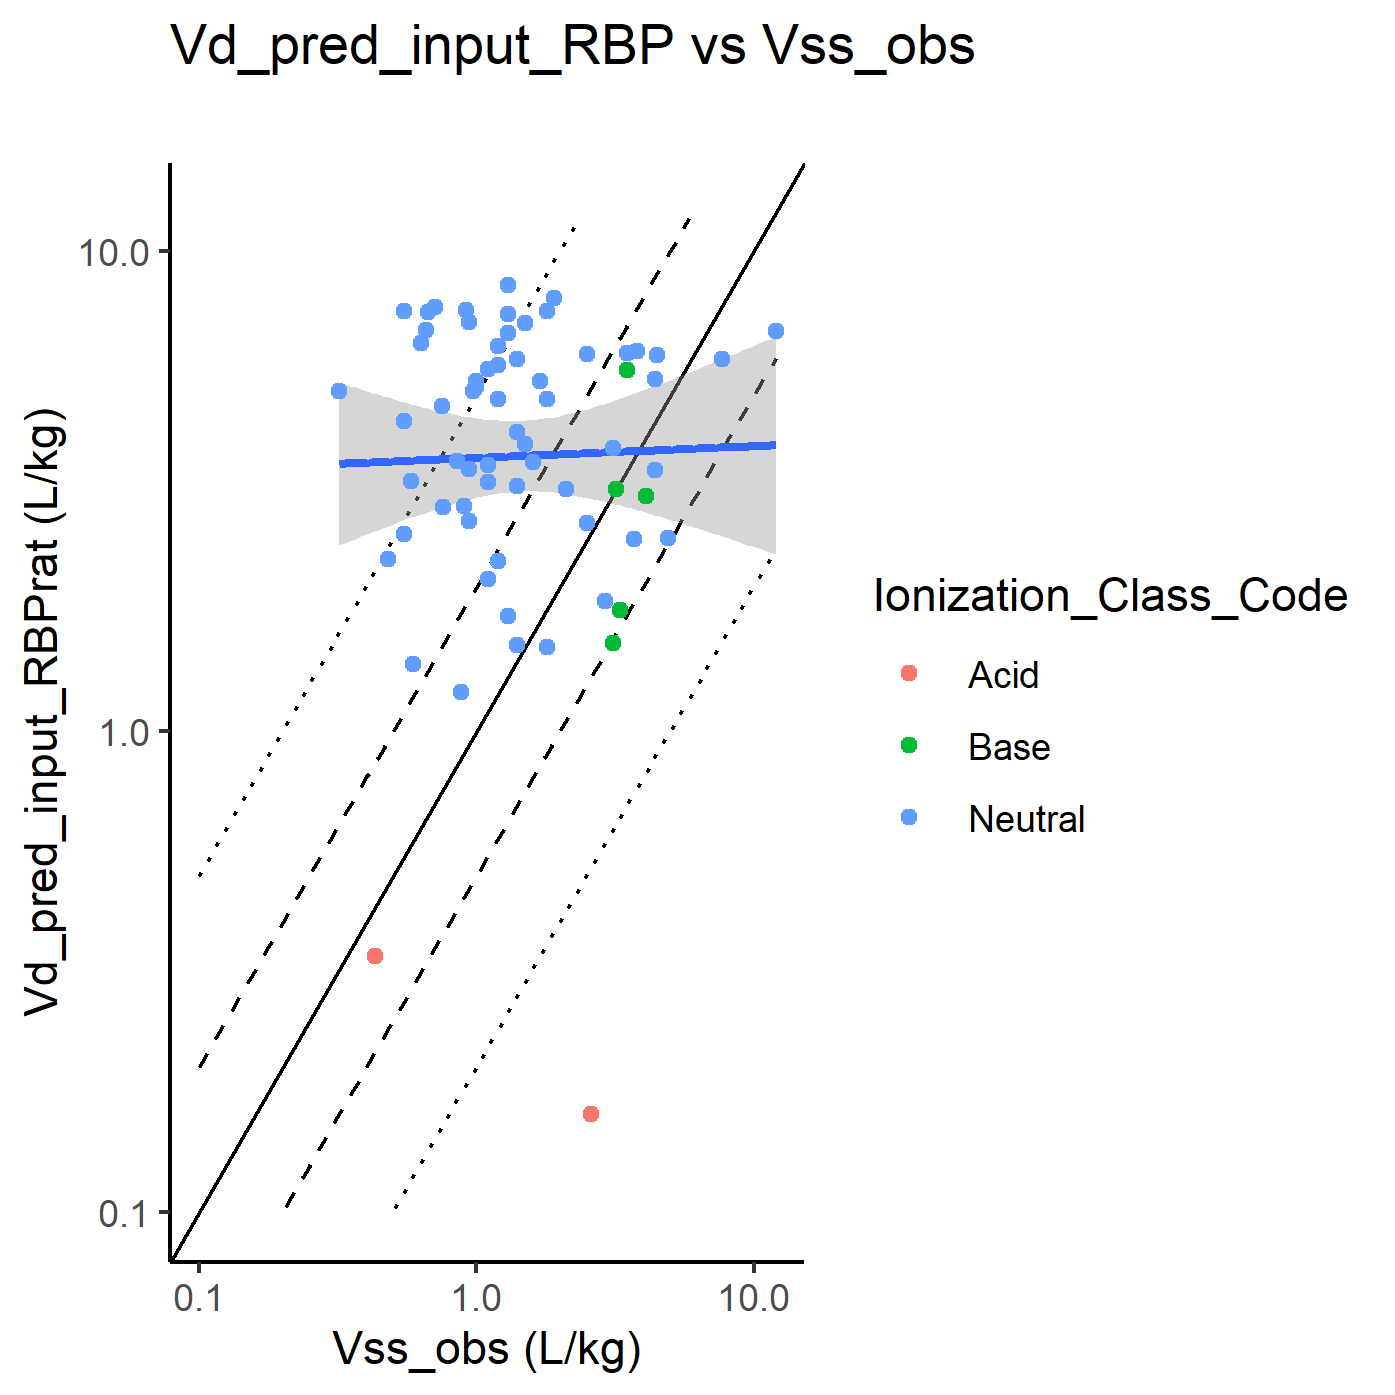 Vd_pred_input_RBP vs Vss_obs
Vd_pred_input_RBPrat (L/kg)
10.0
1.0
0.1
0.1 1.0 10.0
Vss_obs (L/kg)
Ionization_Class_Code
Acid
Base
Neutral